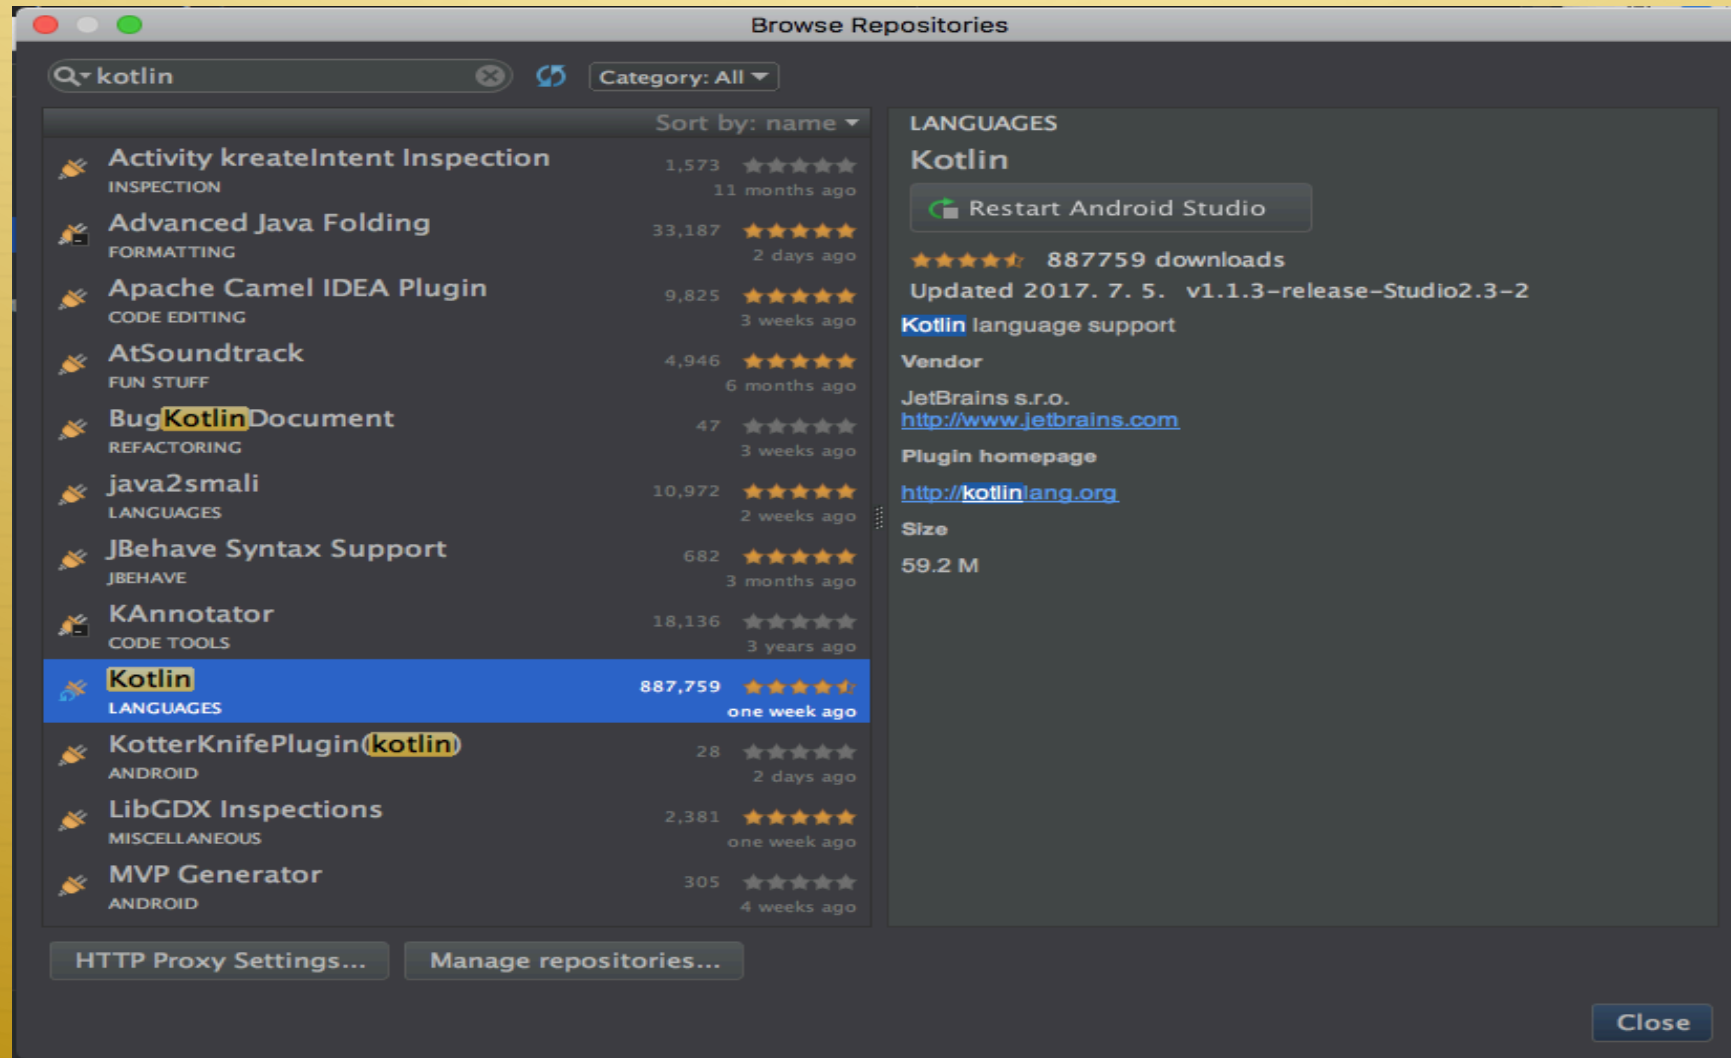 Browse Repositories
kotlin
Category: All
Sort by: name
Activity kreateIntent Inspection
1,573
INSPECTION
11 months ago
Advanced Java Folding
33,187
FORMATTING
2 days ago
Apache Camel IDEA Plugin
9,825
CODE EDITING
3 weeks ago
AtSoundtrack
4,946
FUN STUFF
6 months ago
BugKotlinDocument
47
REFACTORING
3 weeks ago
java2smali
10,972
LANGUAGES
2 weeks ago
JBehave Syntax Support
682
JBEHAVE
3 months ago
KAnnotator
18,136
CODE TOOLS
3 years ago
Kotlin
887,759
LANGUAGES
one week ago
KotterKnifePlugin(kotlin)
28
ANDROID
2 days ago
LibGDX Inspections
2,381
MISCELLANEOUS
one week ago
MVP Generator
305
ANDROID
4 weeks ago
LANGUAGES
Kotlin
Restart Android Studio
887759 downloads
Updated 2017. 7. 5. v1.1.3-release-Studio2.3-2
Kotlin language support
Vendor
JetBrains s.r.o.
http://www.jetbrains.com
Plugin homepage
http://kotlinlang.org
Size
59.2 M
HTTP Proxy Settings...
Manage repositories...
Close